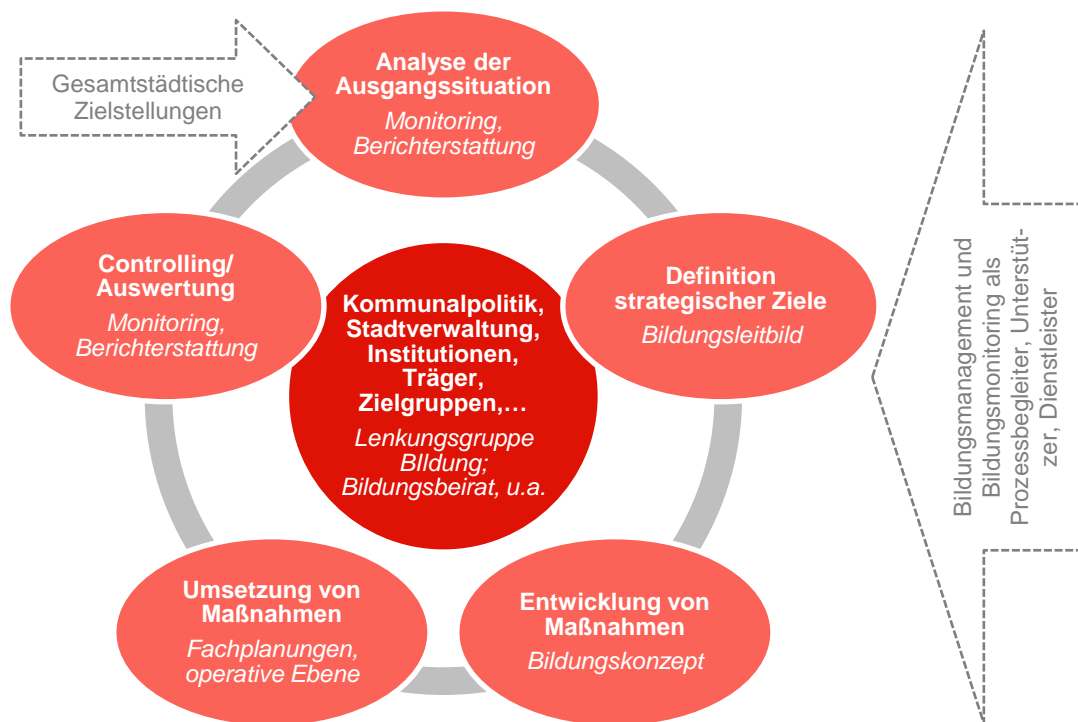 Gesamtstädtische
Zielstellungen
Analyse der
Ausgangssituation
Monitoring,
Berichterstattung
Definition
strategischer Ziele
Bildungsleitbild
Entwicklung von
Maßnahmen
Bildungskonzept
Umsetzung von
Maßnahmen
Fachplanungen,
operative Ebene
Controlling/
Auswertung
Monitoring,
Berichterstattung
Kommunalpolitik,
Stadtverwaltung,
Institutionen,
Träger,
Zielgruppen,…
Lenkungsgruppe
BIldung;
Bildungsbeirat, u.a.
Bildungsmanagement und
Bildungsmonitoring als
Prozessbegleiter, Unterstüt-
zer, Dienstleister